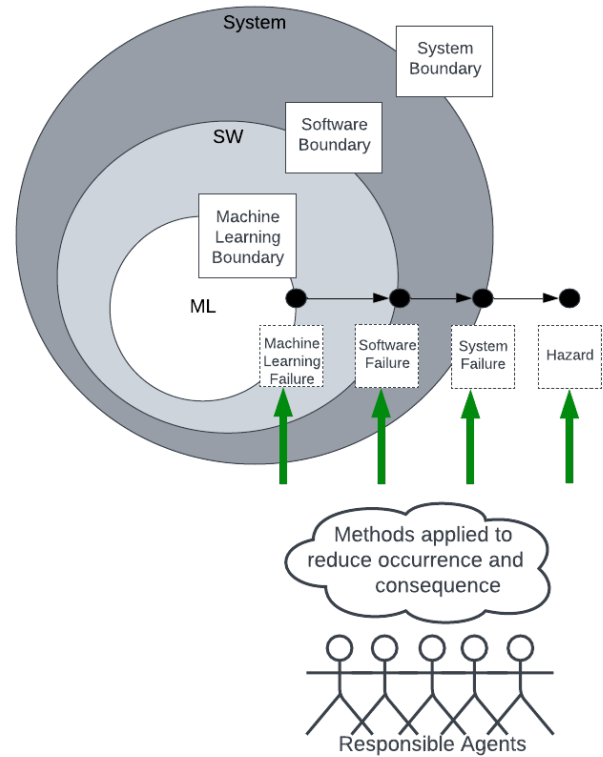 System
System
Boundary
SW
Software
Boundary
Machine
Learning
Boundary
ML
Machine
Learning
Failure
Software
Failure
System
Failure
Hazard
Methods applied to
reduce occurrence and
consequence
Responsible Agents